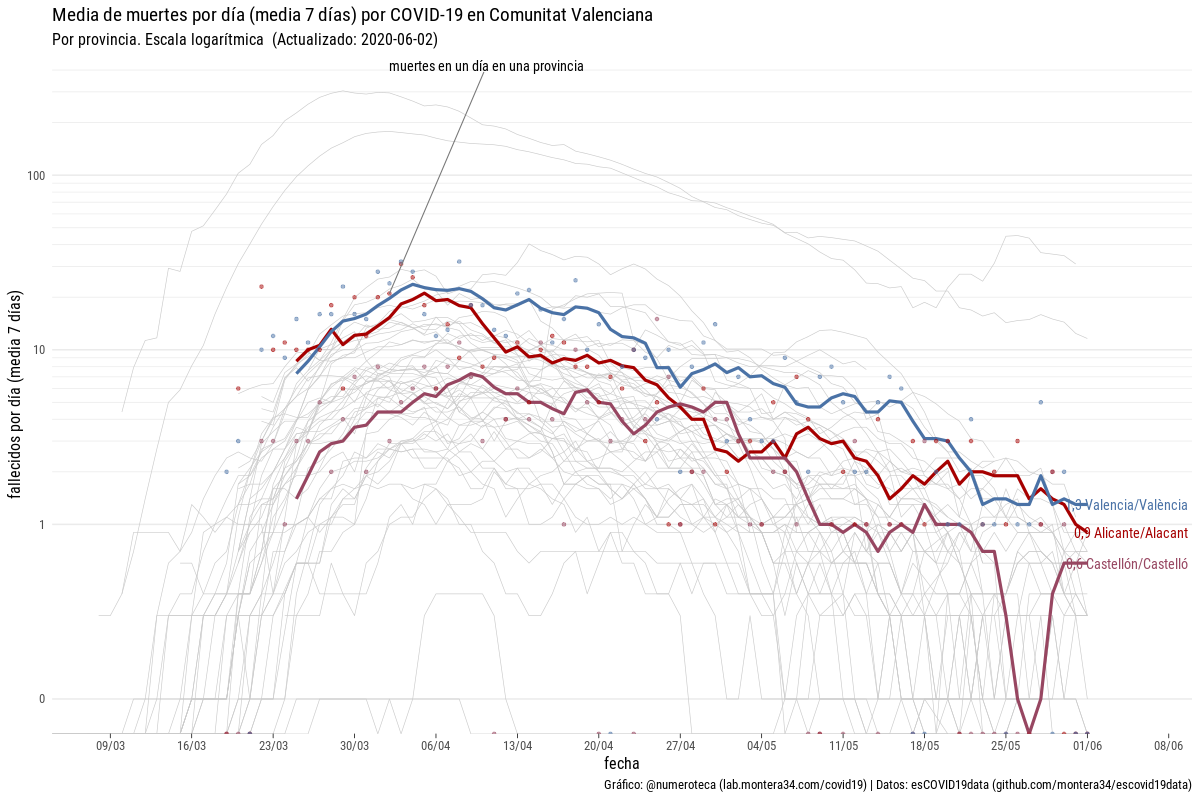 Media de muertes por día (media 7 días) por COVID-19 en Comunitat Valenciana
Por provincia. Escala logarítmica (Actualizado: 2020-06-02)
muertes en un día en una provincia
fallecidos por día (media 7 días)
100
10
1
0
,3 Valencia/València
0,9 Alicante/Alacant
0,6 Castellón/Castelló
09/03 16/03 23/03 30/03 06/04 13/04 20/04 27/04 04/05 11/05 18/05 25/05 01/06 08/06
fecha
Gráfico: @numeroteca (lab.montera34.com/covid19) | Datos: esCOVID19data (github.com/montera34/escovid19data)